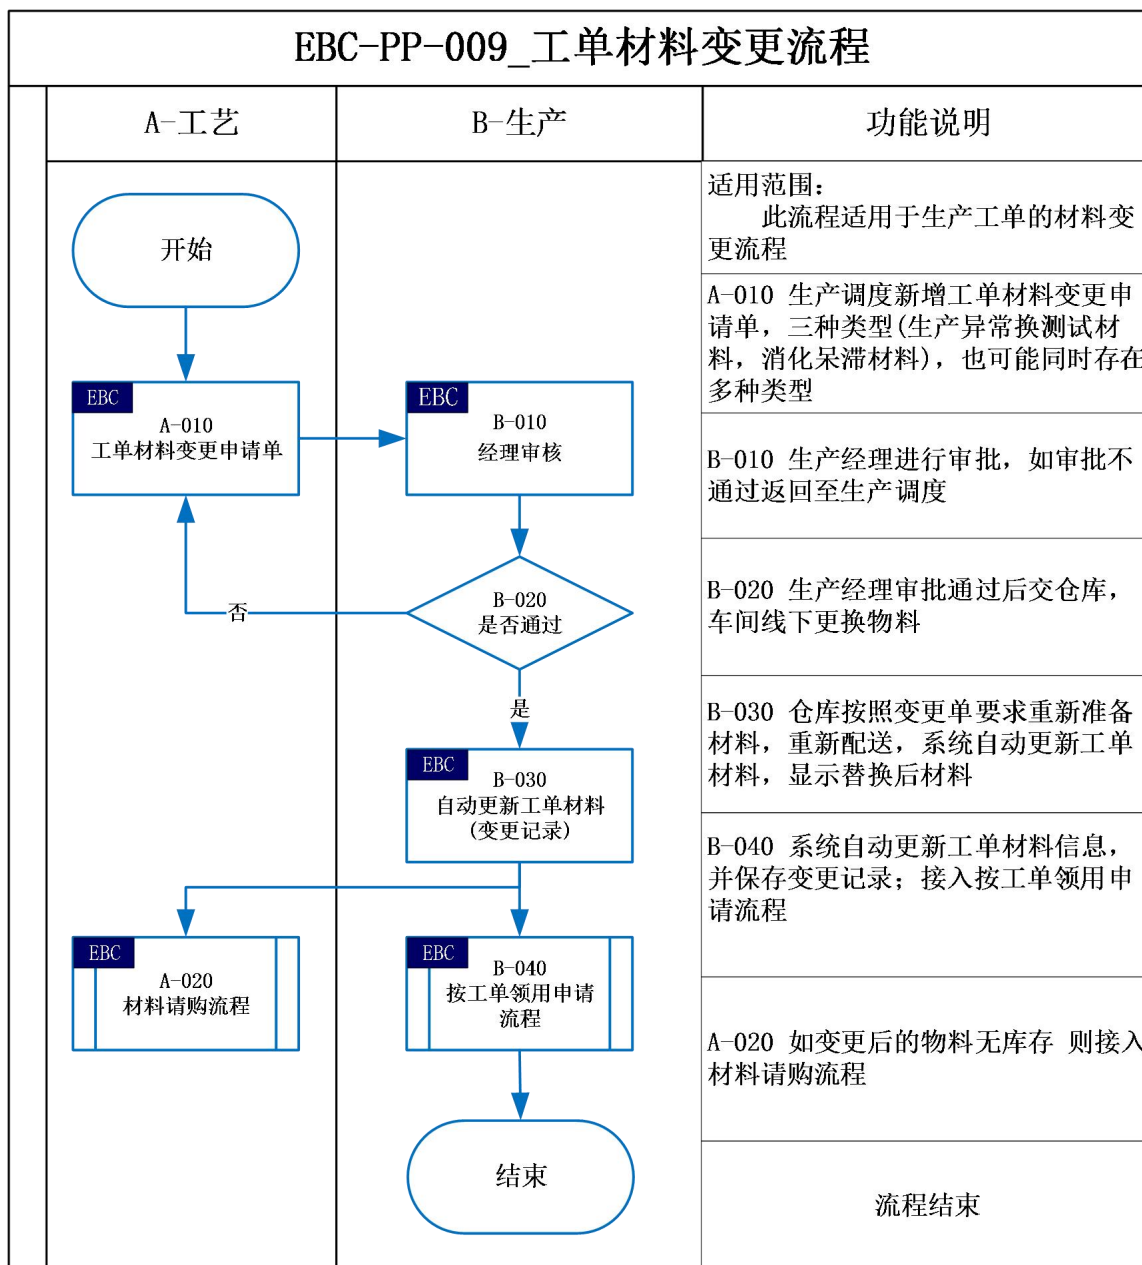 EBC-PP-009_工单材料变更流程
A-工艺
B-生产
功能说明
开始
EBC
A-010
工单材料变更申请单
EBC
B-010
经理审核
B-020
是否通过
否
是
EBC
B-030
自动更新工单材料
(变更记录)
EBC
A-020
材料请购流程
EBC
B-040
按工单领用申请
流程
结束
适用范围：
此流程适用于生产工单的材料变
更流程
A-010 生产调度新增工单材料变更申
请单，三种类型(生产异常换测试材
料，消化呆滞材料)，也可能同时存在
多种类型
B-010 生产经理进行审批，如审批不
通过返回至生产调度
B-020 生产经理审批通过后交仓库，
车间线下更换物料
B-030 仓库按照变更单要求重新准备
材料，重新配送，系统自动更新工单
材料，显示替换后材料
B-040 系统自动更新工单材料信息，
并保存变更记录；接入按工单领用申
请流程
A-020 如变更后的物料无库存 则接入
材料请购流程
流程结束